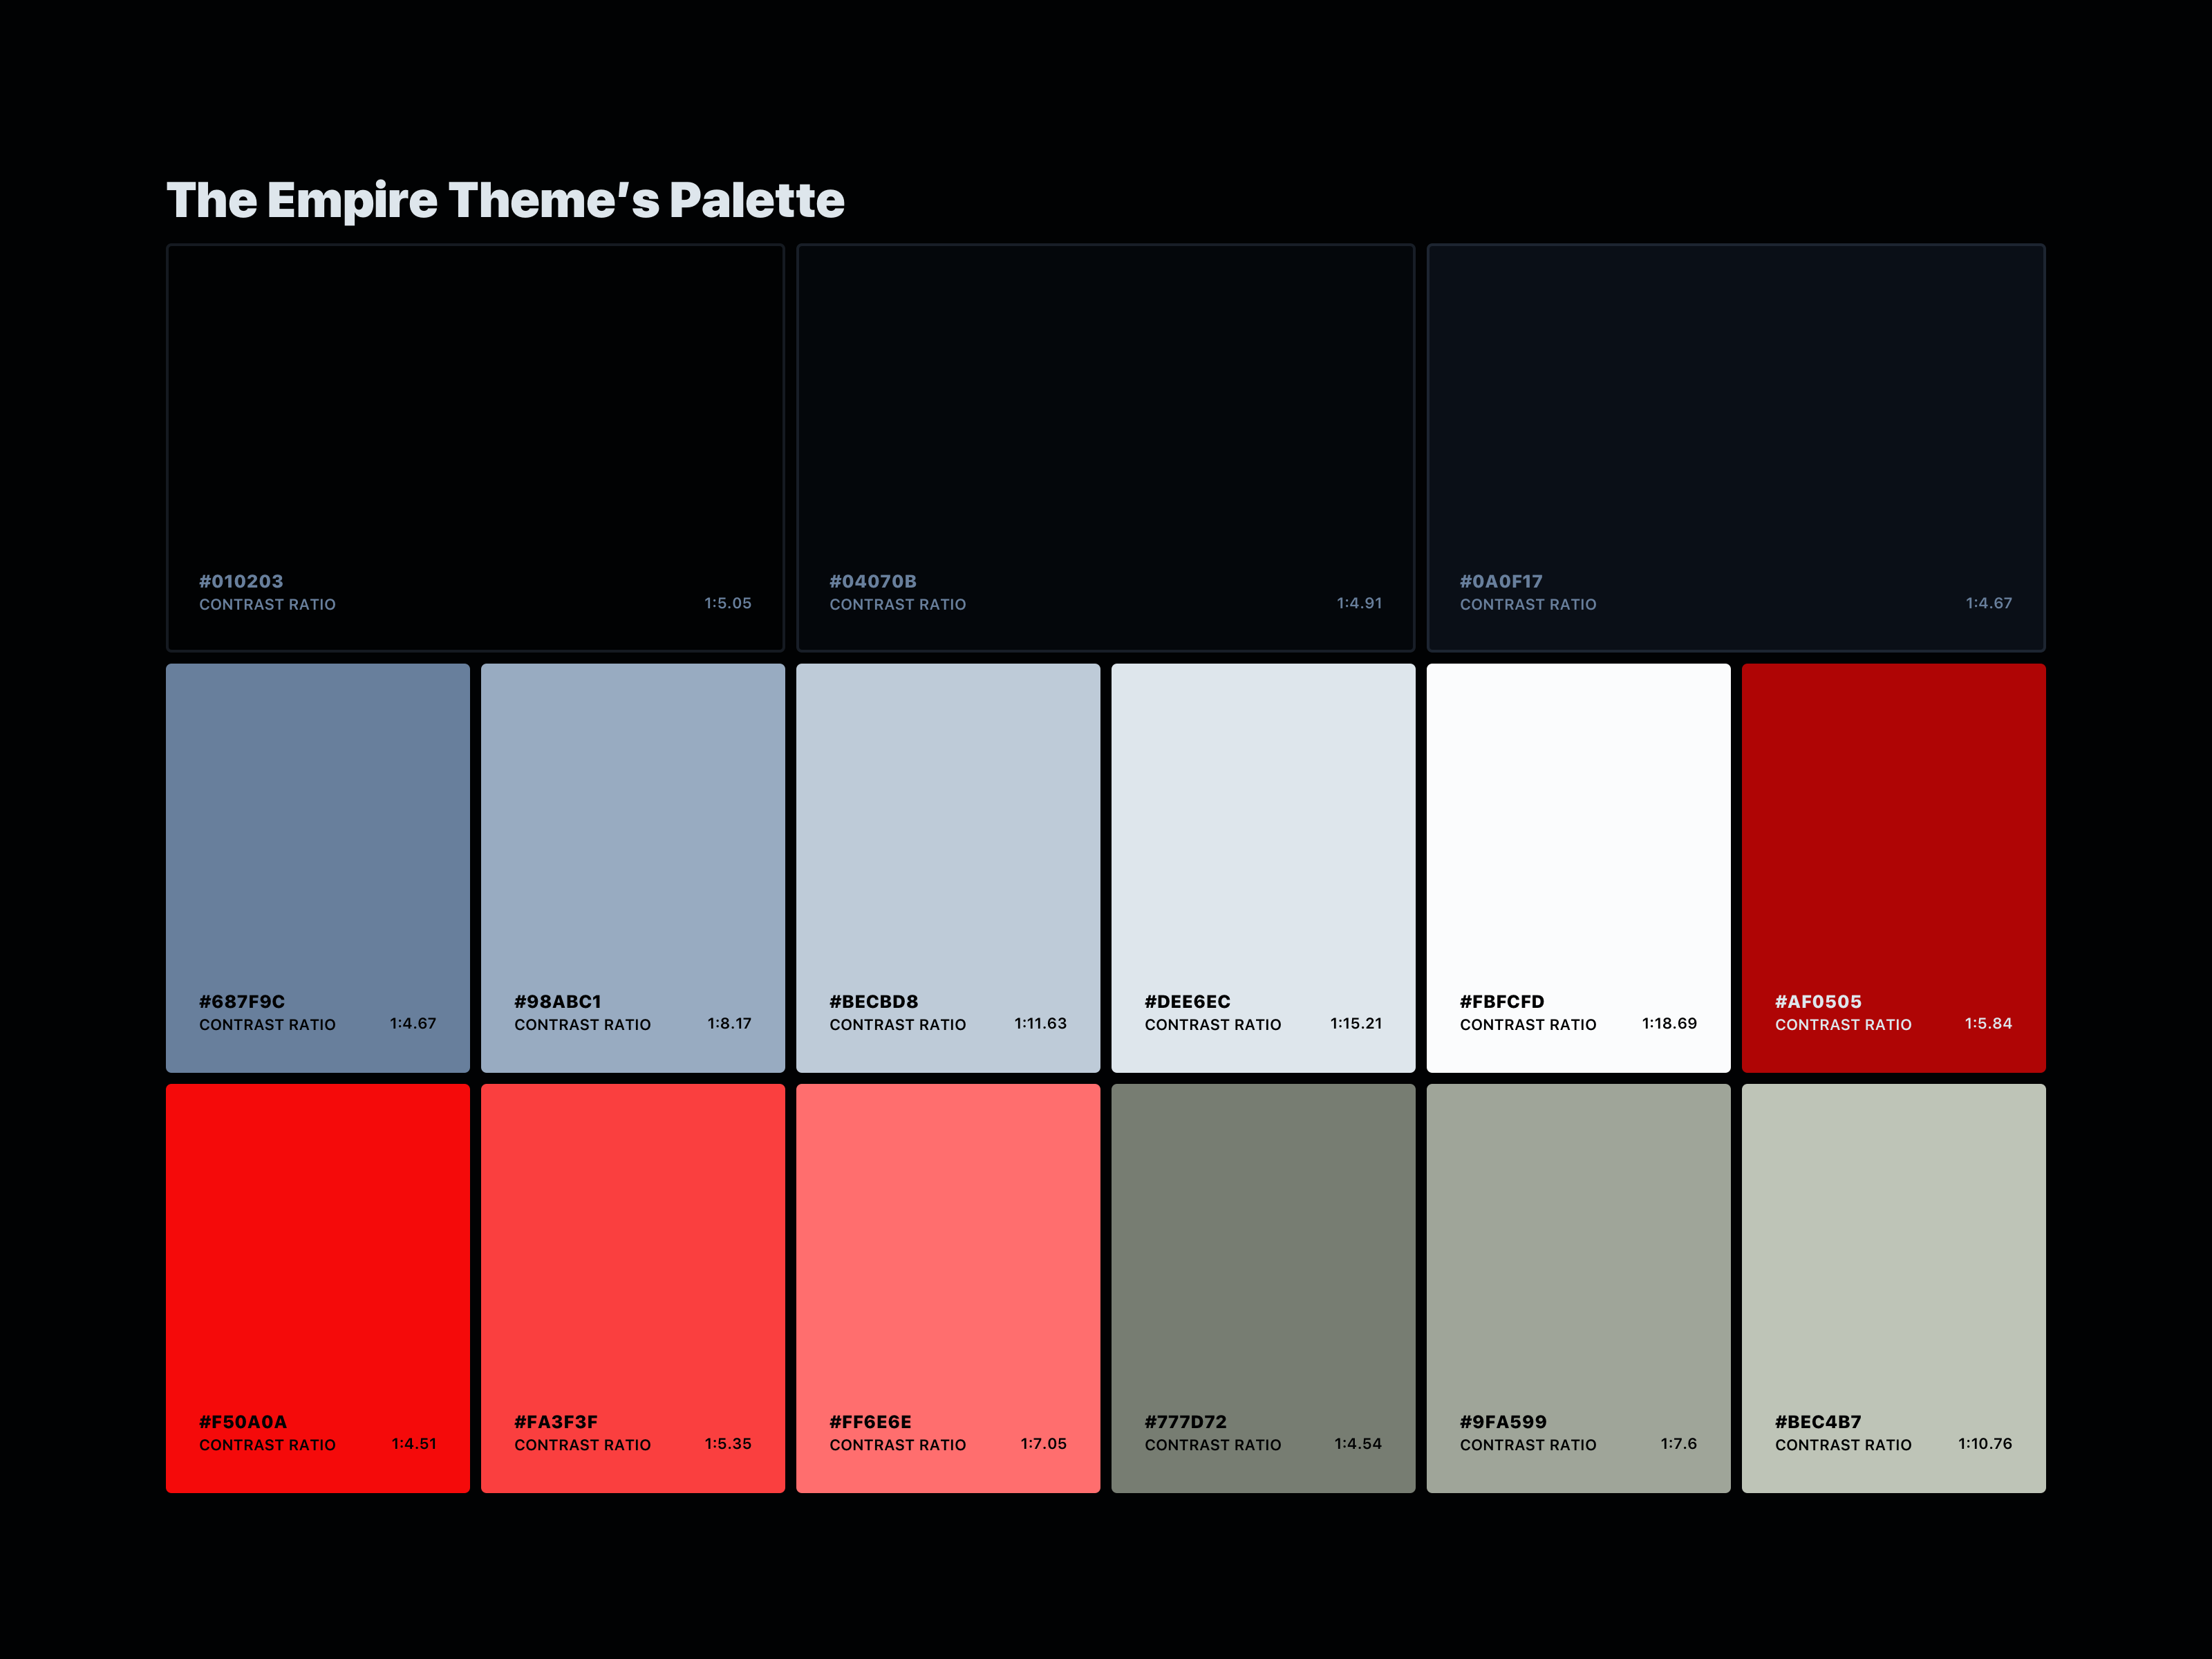 The Empire Theme’s Palette
#010203
CONTRAST RATIO 1:5.05
#04070B
CONTRAST RATIO 1:4.91
#0A0F17
CONTRAST RATIO 1:4.67
#687F9C
CONTRAST RATIO 1:4.67
#98ABC1
CONTRAST RATIO 1:8.17
#BECBD8
CONTRAST RATIO 1:11.63
#DEE6EC
CONTRAST RATIO 1:15.21
#FBFCFD
CONTRAST RATIO 1:18.69
#AF0505
CONTRAST RATIO 1:5.84
#F50A0A
CONTRAST RATIO 1:4.51
#FA3F3F
CONTRAST RATIO 1:5.35
#FF6E6E
CONTRAST RATIO 1:7.05
#777D72
CONTRAST RATIO 1:4.54
#9FA599
CONTRAST RATIO 1:7.6
#BEC4B7
CONTRAST RATIO 1:10.76